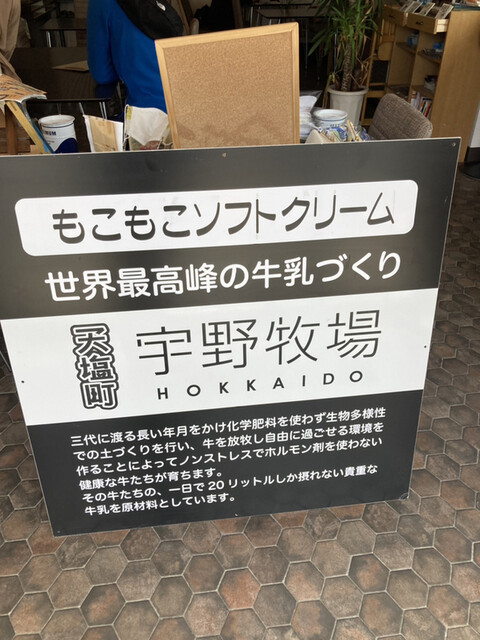 もこもこソフトクリーム
世界最高峰の牛乳づくり
天塩町
宇野牧場
HOKKAIDO
三代に渡る長い年月をかけ化学肥料を使わず生物多様性
での土づくりを行い、牛を放牧し自由に過ごせる環境を
作ることによってノンストレスでホルモン剤を使わない
健康な牛たちが育ちます。
その牛たちの、一日で20リットルしか摂れない貴重な
牛乳を原材料としています。